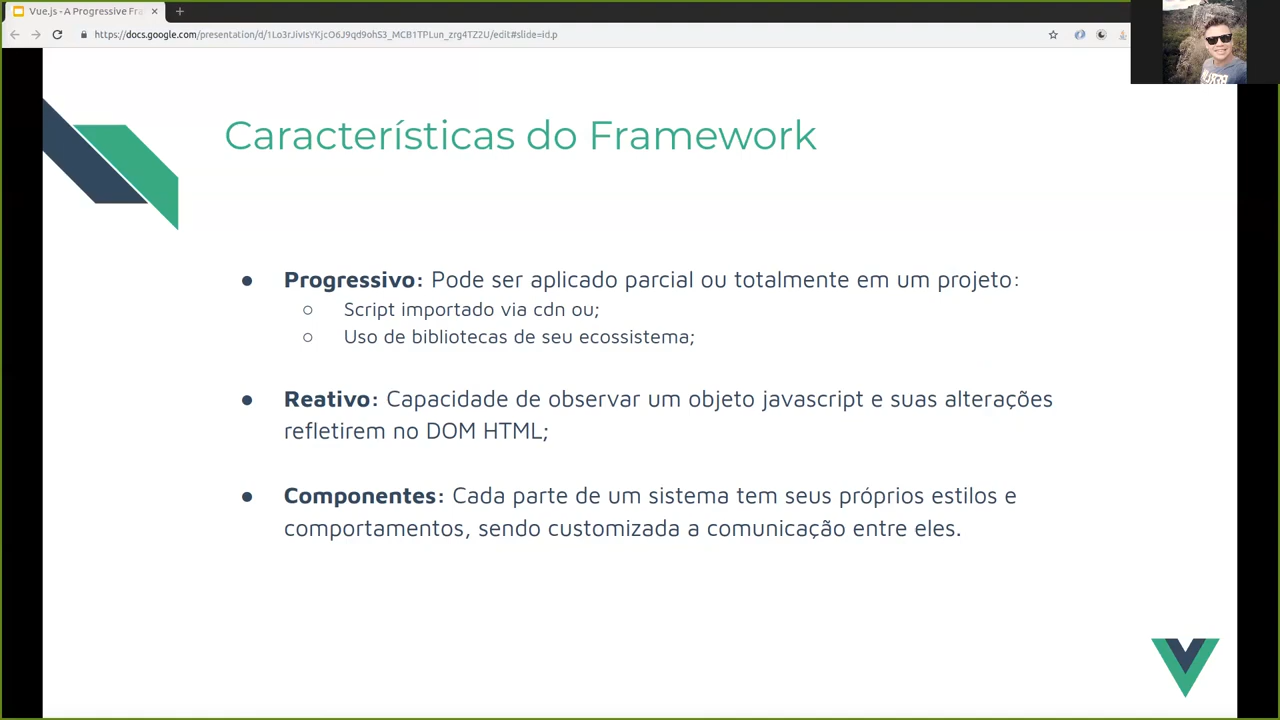 Vue.js - A Progressive Fra
https://docs.google.com/presentation/d/1Lo3rJivIsYKjcO6J9qd9ohS3_MCB1TPLun_zrg4TZ2U/edit#slide=id.p
Características do Framework
● Progressivo: Pode ser aplicado parcial ou totalmente em um projeto:
○ Script importado via cdn ou;
○ Uso de bibliotecas de seu ecossistema;
● Reativo: Capacidade de observar um objeto javascript e suas alterações
refletirem no DOM HTML;
● Componentes: Cada parte de um sistema tem seus próprios estilos e
comportamentos, sendo customizada a comunicação entre eles.